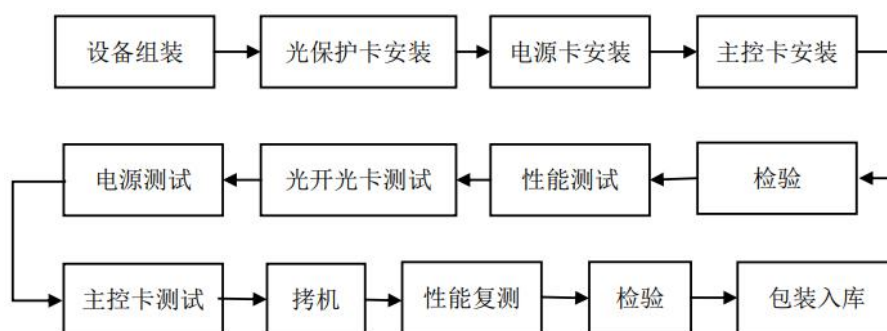 设备组装
光保护卡安装
电源卡安装
主控卡安装
电源测试
光开光卡测试
性能测试
检验
主控卡测试
拷机
性能复测
检验
包装入库